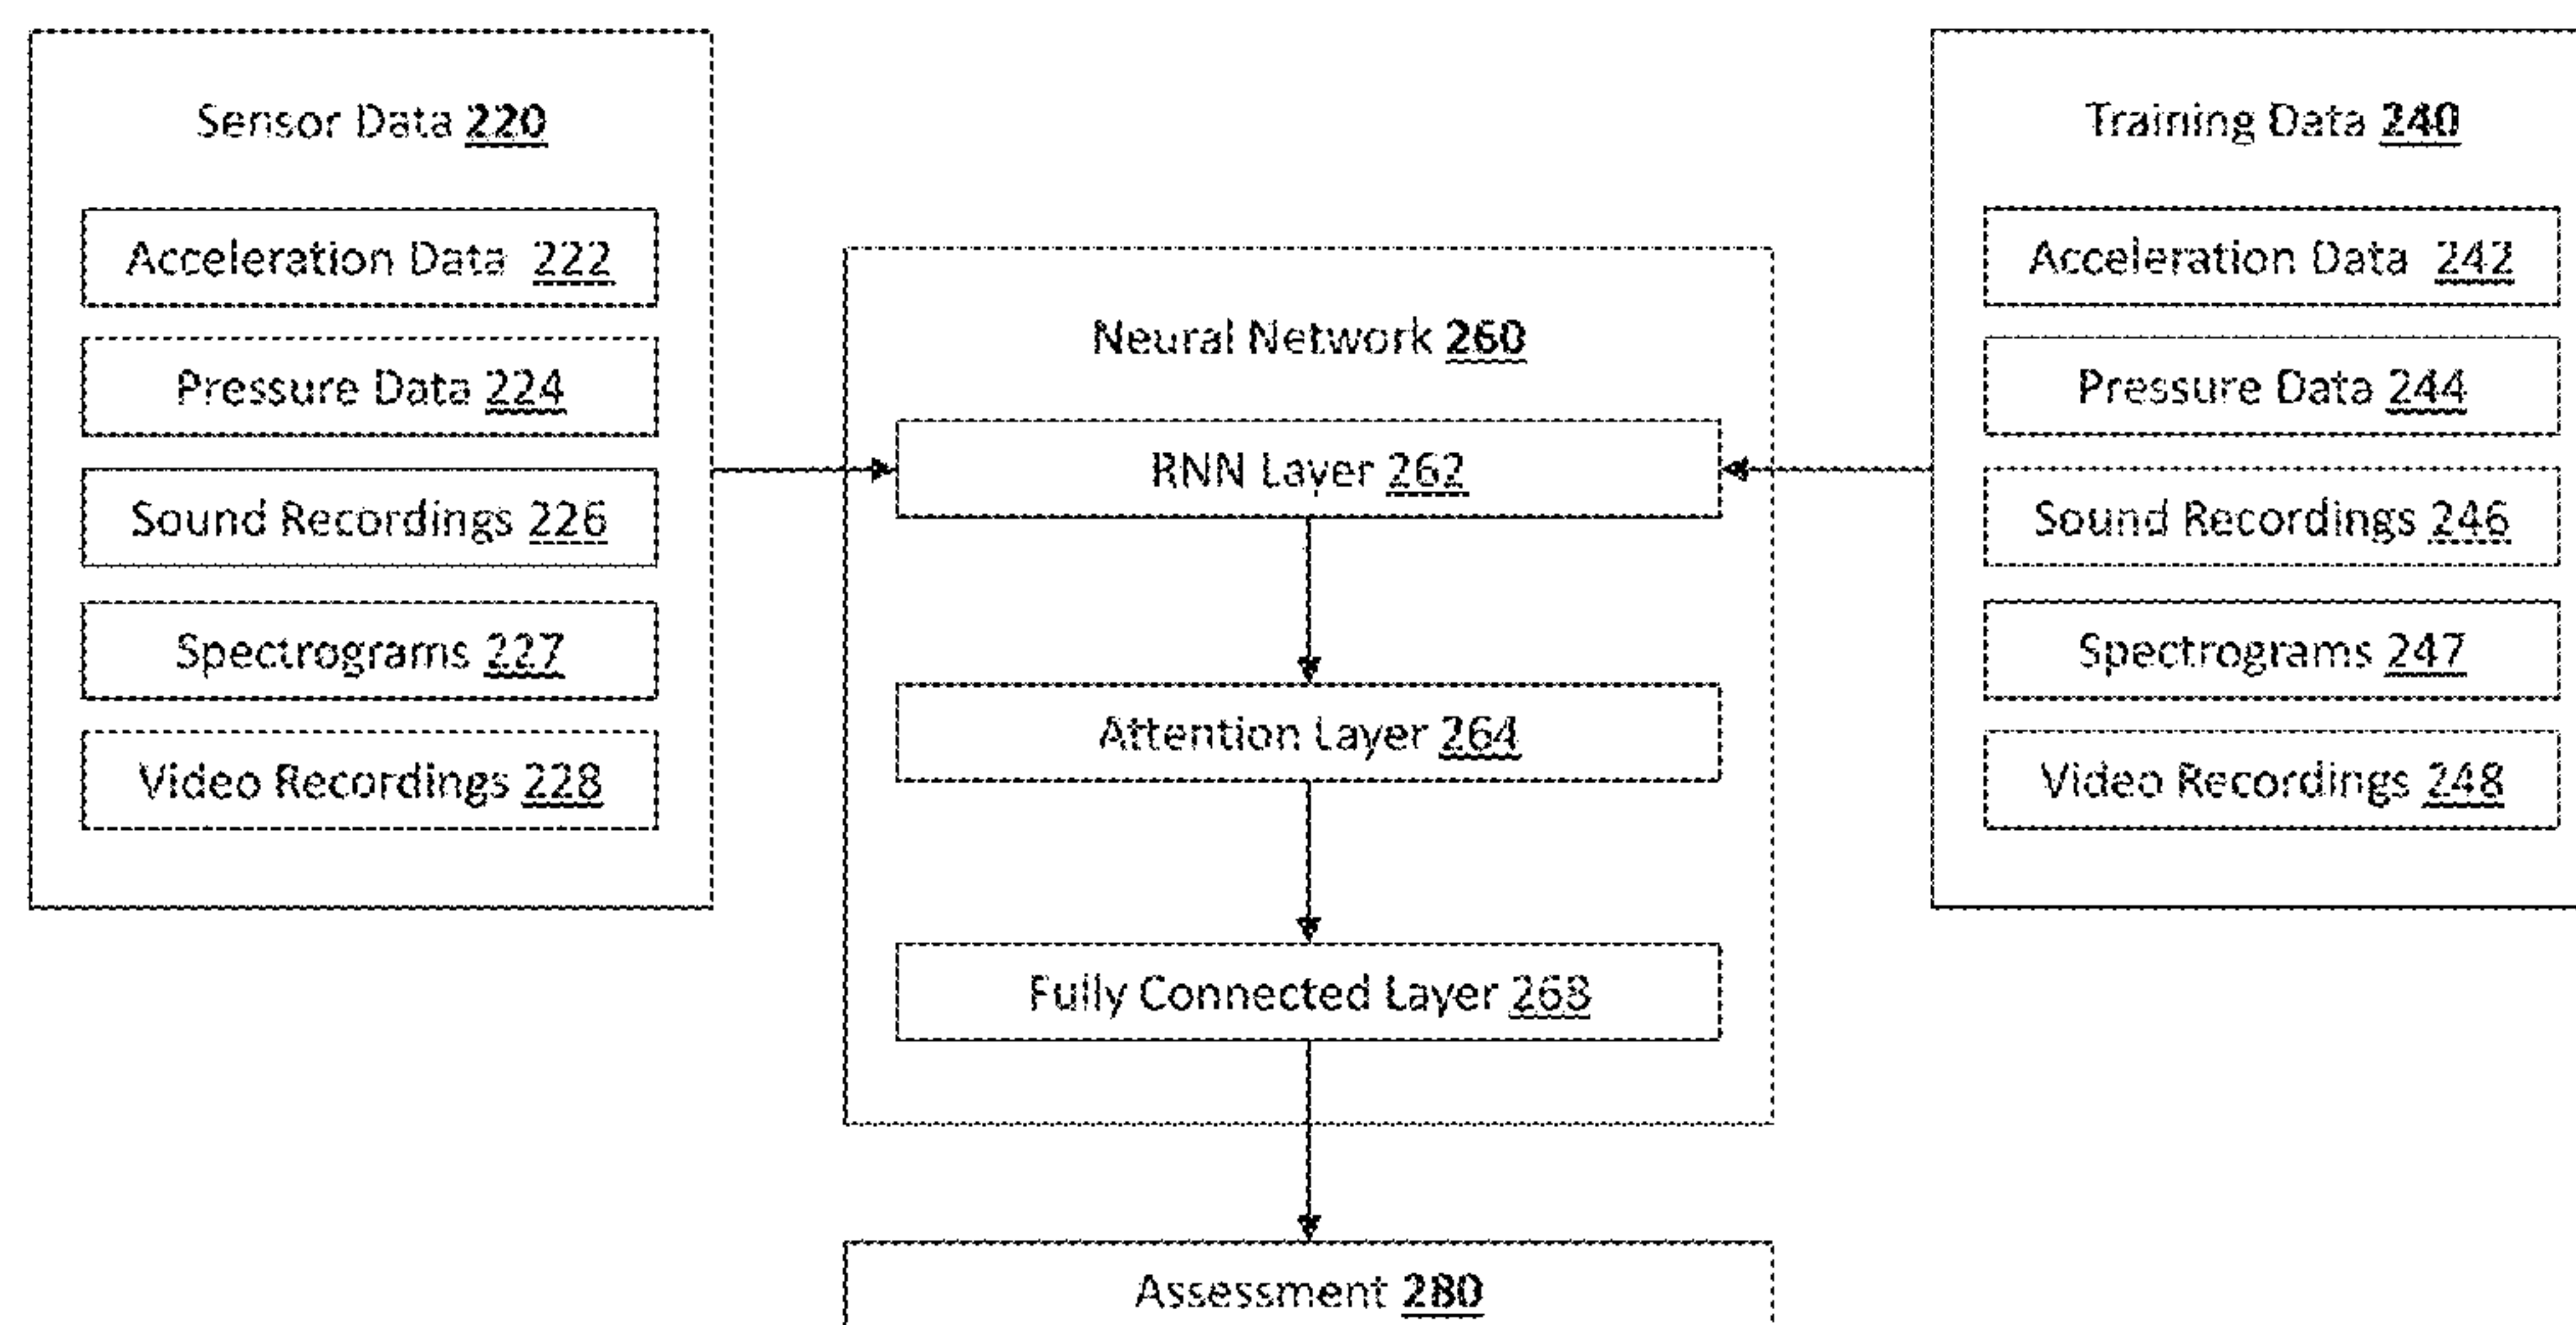 Sensor Data 220
Acceleration Data 222
Pressure Data 224
Sound Recordings 226
Spectrograms 227
Video Recordings 228
Neural Network 260
RNN Layer 262
Attention Layer 264
Fully Connected Layer 268
Assessment 280
Training Data 240
Acceleration Data 242
Pressure Data 244
Sound Recordings 246
Spectrograms 247
Video Recordings 248